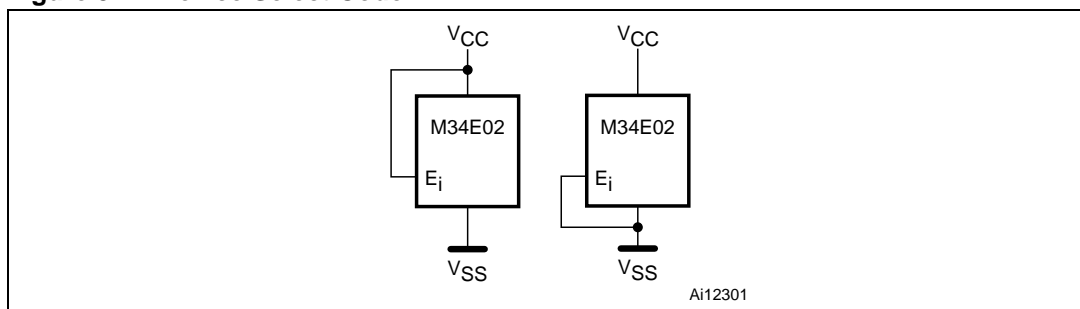 VCC VCC
M34E02 M34E02
Ei Ei
VSS VSS
Ai12301